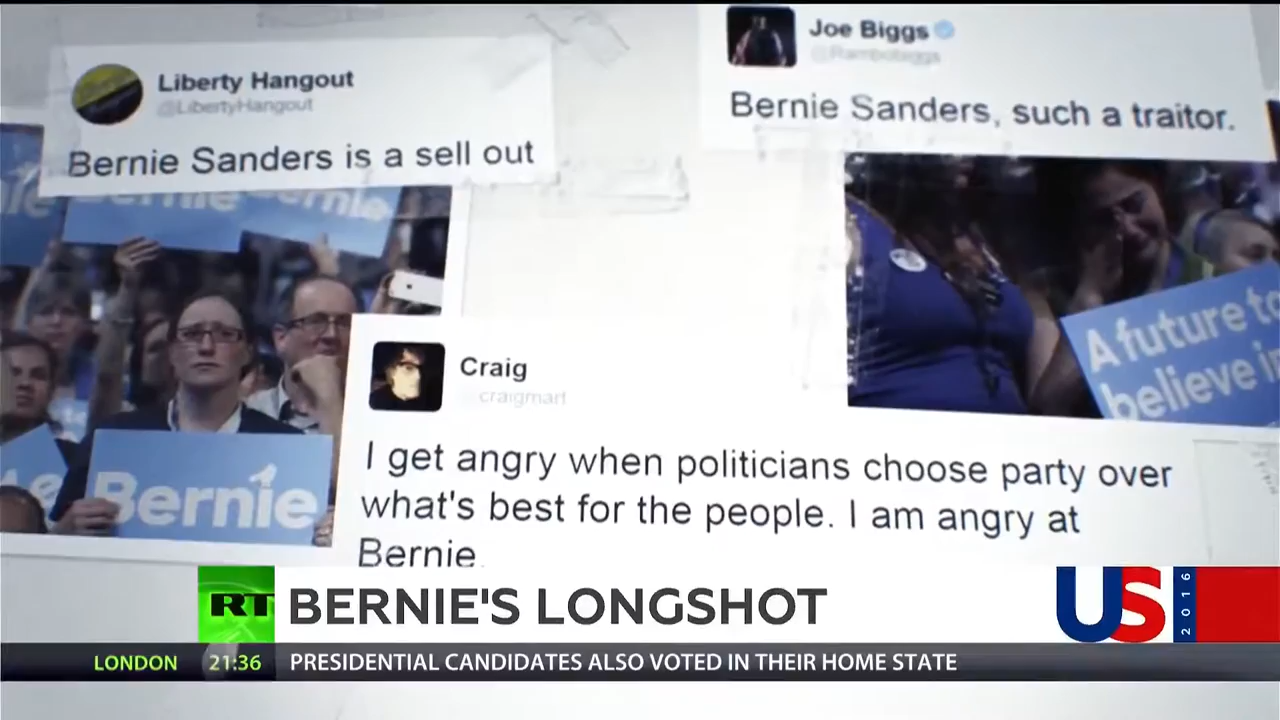 Joe Biggs
@Rambobiggs
Liberty Hangout
@LibertyHangout
Bernie Sanders, such a traitor.
Bernie Sanders is a sell out
A future to
believe in
Craig
craigmart
I get angry when politicians choose party over
what's best for the people. I am angry at
Bernie.
Bernie
RT
BERNIE'S LONGSHOT
US
2016
LONDON 21:36 PRESIDENTIAL CANDIDATES ALSO VOTED IN THEIR HOME STATE